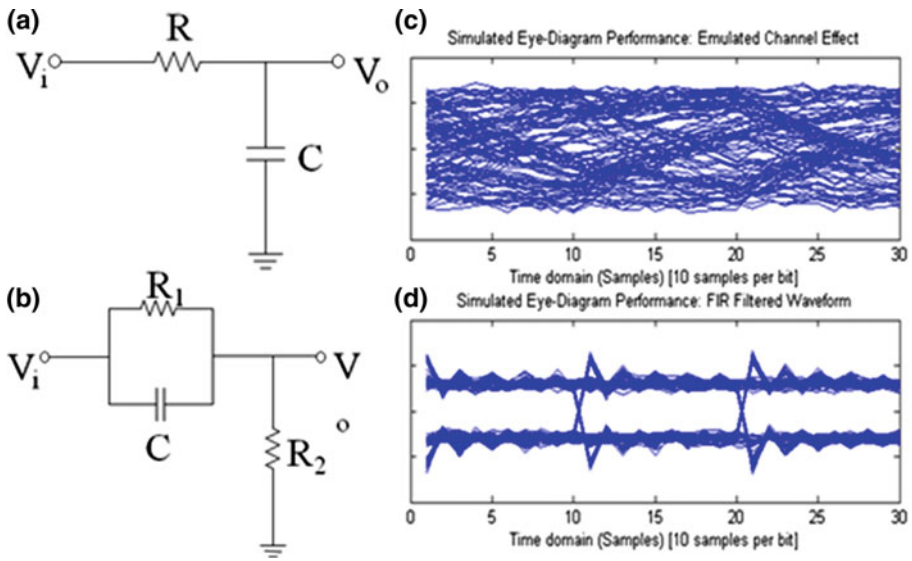 (a)
R
Vi
Vo
C
(b)
R1
Vi
V
o
C
R2
(c)
Simulated Eye-Diagram Performance: Emulated Channel Effect
0 5 10 15 20 25 30
Time domain (Samples) [10 samples per bit]
(d)
Simulated Eye-Diagram Performance: FIR Filtered Waveform
0 5 10 15 20 25 30
Time domain (Samples) [10 samples per bit]